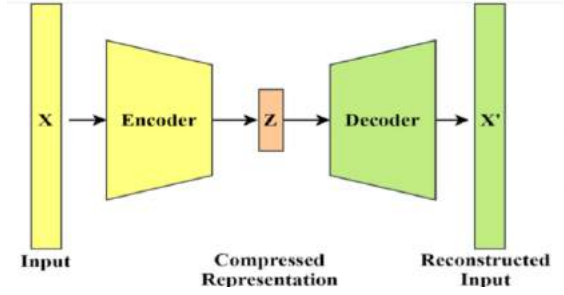 X
Encoder
Z
Decoder
X'
Input
Compressed
Representation
Reconstructed
Input